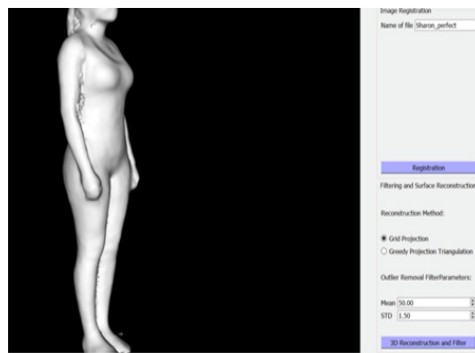 Image Registration
Name of file Sharon_perfect
Registration
Filtering and Surface Reconstruction
Reconstruction Method:
Grid Projection
Greedy Projection Triangulation
Outlier Removal FilterParameters:
Mean 50.00
STD 1.50
3D Reconstruction and Filter